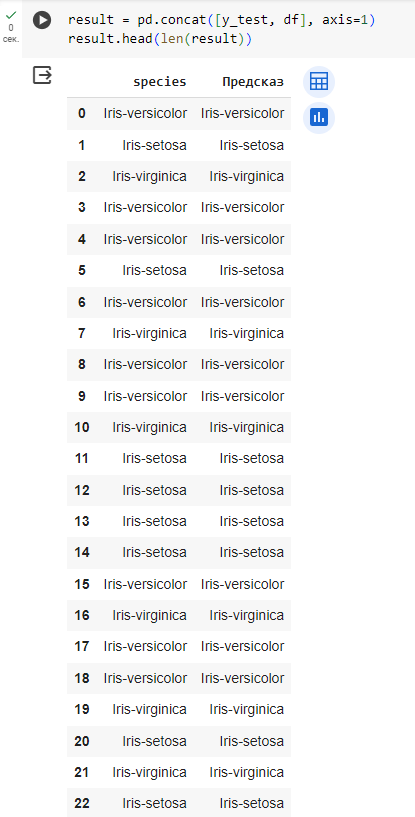 result = pd.concat([y_test, df], axis=1)
result.head(len(result))
0
сек.
species Предсказ
0 Iris-versicolor Iris-versicolor
1 Iris-setosa Iris-setosa
2 Iris-virginica Iris-virginica
3 Iris-versicolor Iris-versicolor
4 Iris-versicolor Iris-versicolor
5 Iris-setosa Iris-setosa
6 Iris-versicolor Iris-versicolor
7 Iris-virginica Iris-virginica
8 Iris-versicolor Iris-versicolor
9 Iris-versicolor Iris-versicolor
10 Iris-virginica Iris-virginica
11 Iris-setosa Iris-setosa
12 Iris-setosa Iris-setosa
13 Iris-setosa Iris-setosa
14 Iris-setosa Iris-setosa
15 Iris-versicolor Iris-versicolor
16 Iris-virginica Iris-virginica
17 Iris-versicolor Iris-versicolor
18 Iris-versicolor Iris-versicolor
19 Iris-virginica Iris-virginica
20 Iris-setosa Iris-setosa
21 Iris-virginica Iris-virginica
22 Iris-setosa Iris-setosa